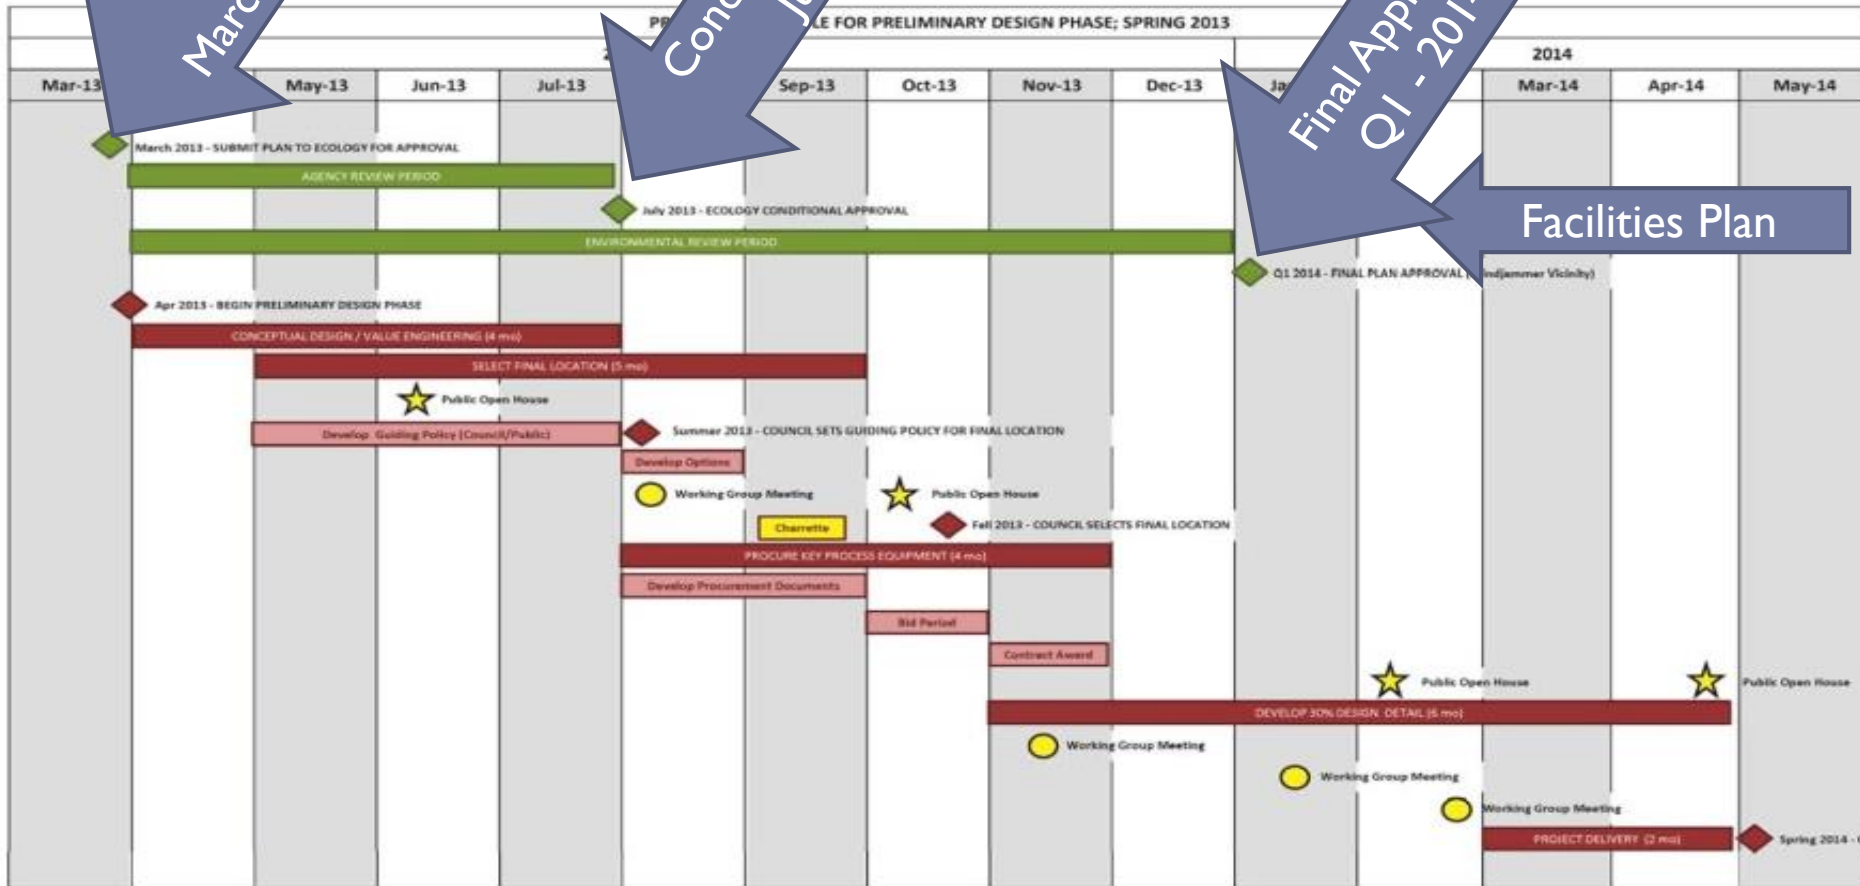 LE FOR PRELIMINARY DESIGN PHASE; SPRING 2013
2014
Mar-13 May-13 Jun-13 Jul-13 Sep-13 Oct-13 Nov-13 Dec-13 Mar-14 Apr-14 May-14
Final
Q1 -
Facilities Plan
March 2013 - SUBMIT PLAN TO ECOLOGY FOR APPROVAL
AGENCY REVIEW PERIOD
July 2013 - ECOLOGY CONDITIONAL APPROVAL
ENVIRONMENTAL REVIEW PERIOD
Q1 2014 - FINAL PLAN APPROVAL ndjammer Vicinity)
Apr 2013 - BEGIN PRELIMINARY DESIGN PHASE
CONCEPTUAL DESIGN / VALUE ENGINEERING (4 mo)
SELECT FINAL LOCATION (5 mo)
Public Open House
Develop Guiding Policy (Council/Public)
Summer 2013 - COUNCIL SETS GUIDING POLICY FOR FINAL LOCATION
Develop Options
Working Group Meeting
Public Open House
Charrette
Fall 2013 - COUNCIL SELECTS FINAL LOCATION
PROCURE KEY PROCESS EQUIPMENT (4 mo)
Develop Procurement Documents
Bid Period
Contract Award
Public Open House
Public Open House
DEVELOP 30% DESIGN DETAIL (6 mo)
Working Group Meeting
Working Group Meeting
Working Group Meeting
PROJECT DELIVERY (2 mo)
Spring 2014 -